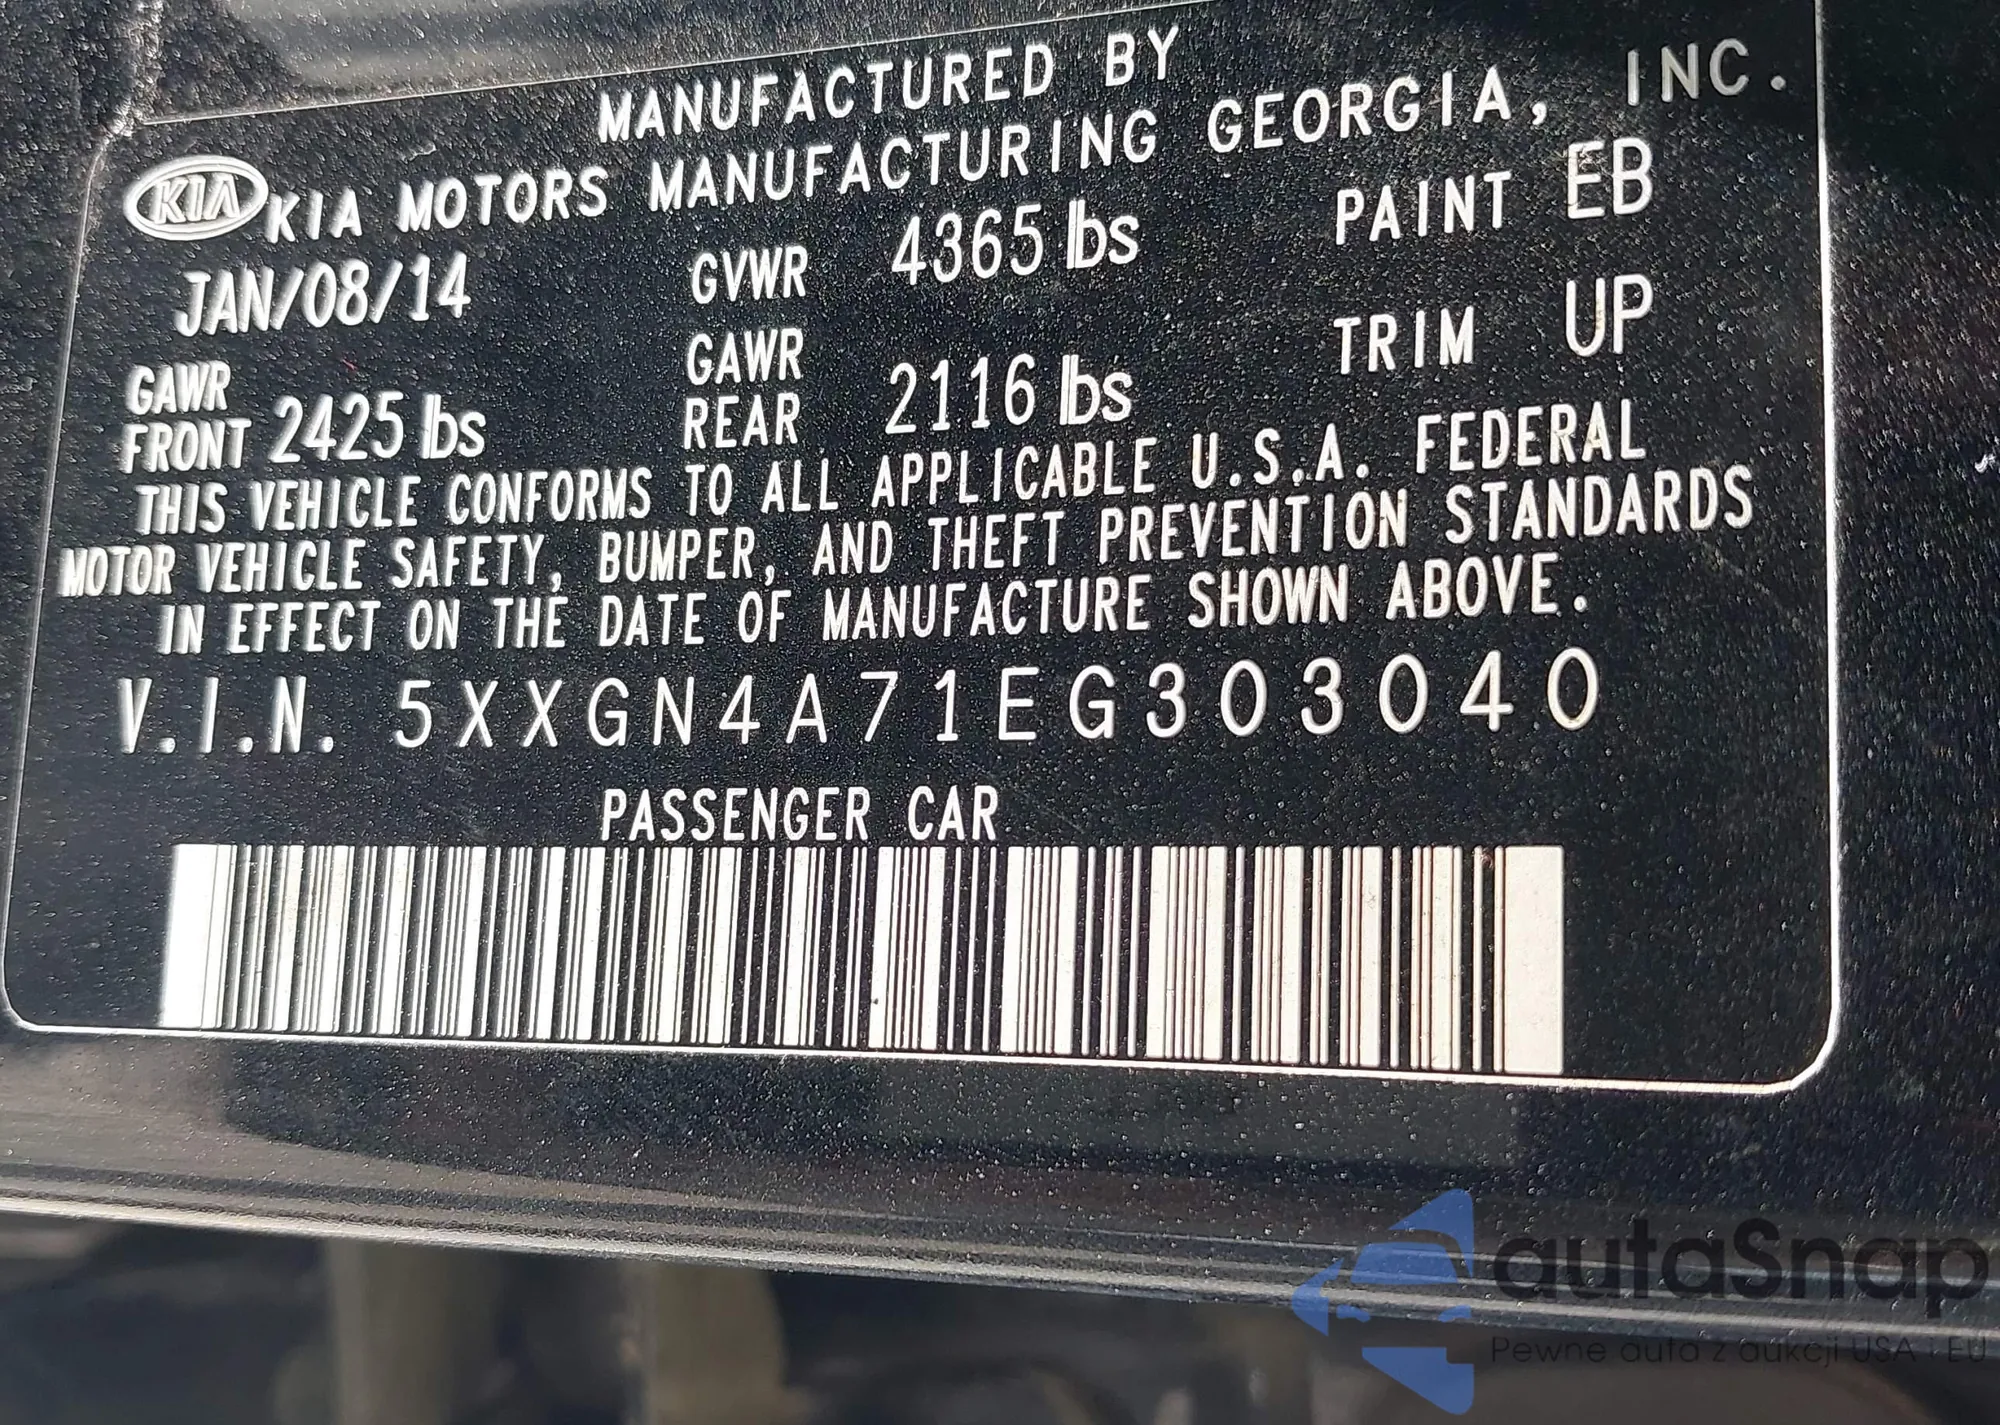 MANUFACTURED BY
KIA KIA MOTORS MANUFACTURING GEORGIA, INC.
JAN/08/14 GVWR 4365 lbs PAINT EB
GAWR FRONT 2425 lbs GAWR REAR 2116 lbs TRIM UP
THIS VEHICLE CONFORMS TO ALL APPLICABLE U.S.A. FEDERAL
MOTOR VEHICLE SAFETY, BUMPER, AND THEFT PREVENTION STANDARDS
IN EFFECT ON THE DATE OF MANUFACTURE SHOWN ABOVE.
V.I.N. 5XXGN4A71EG303040
PASSENGER CAR
autaSnap
Pewne auta z aukcji USA i EU